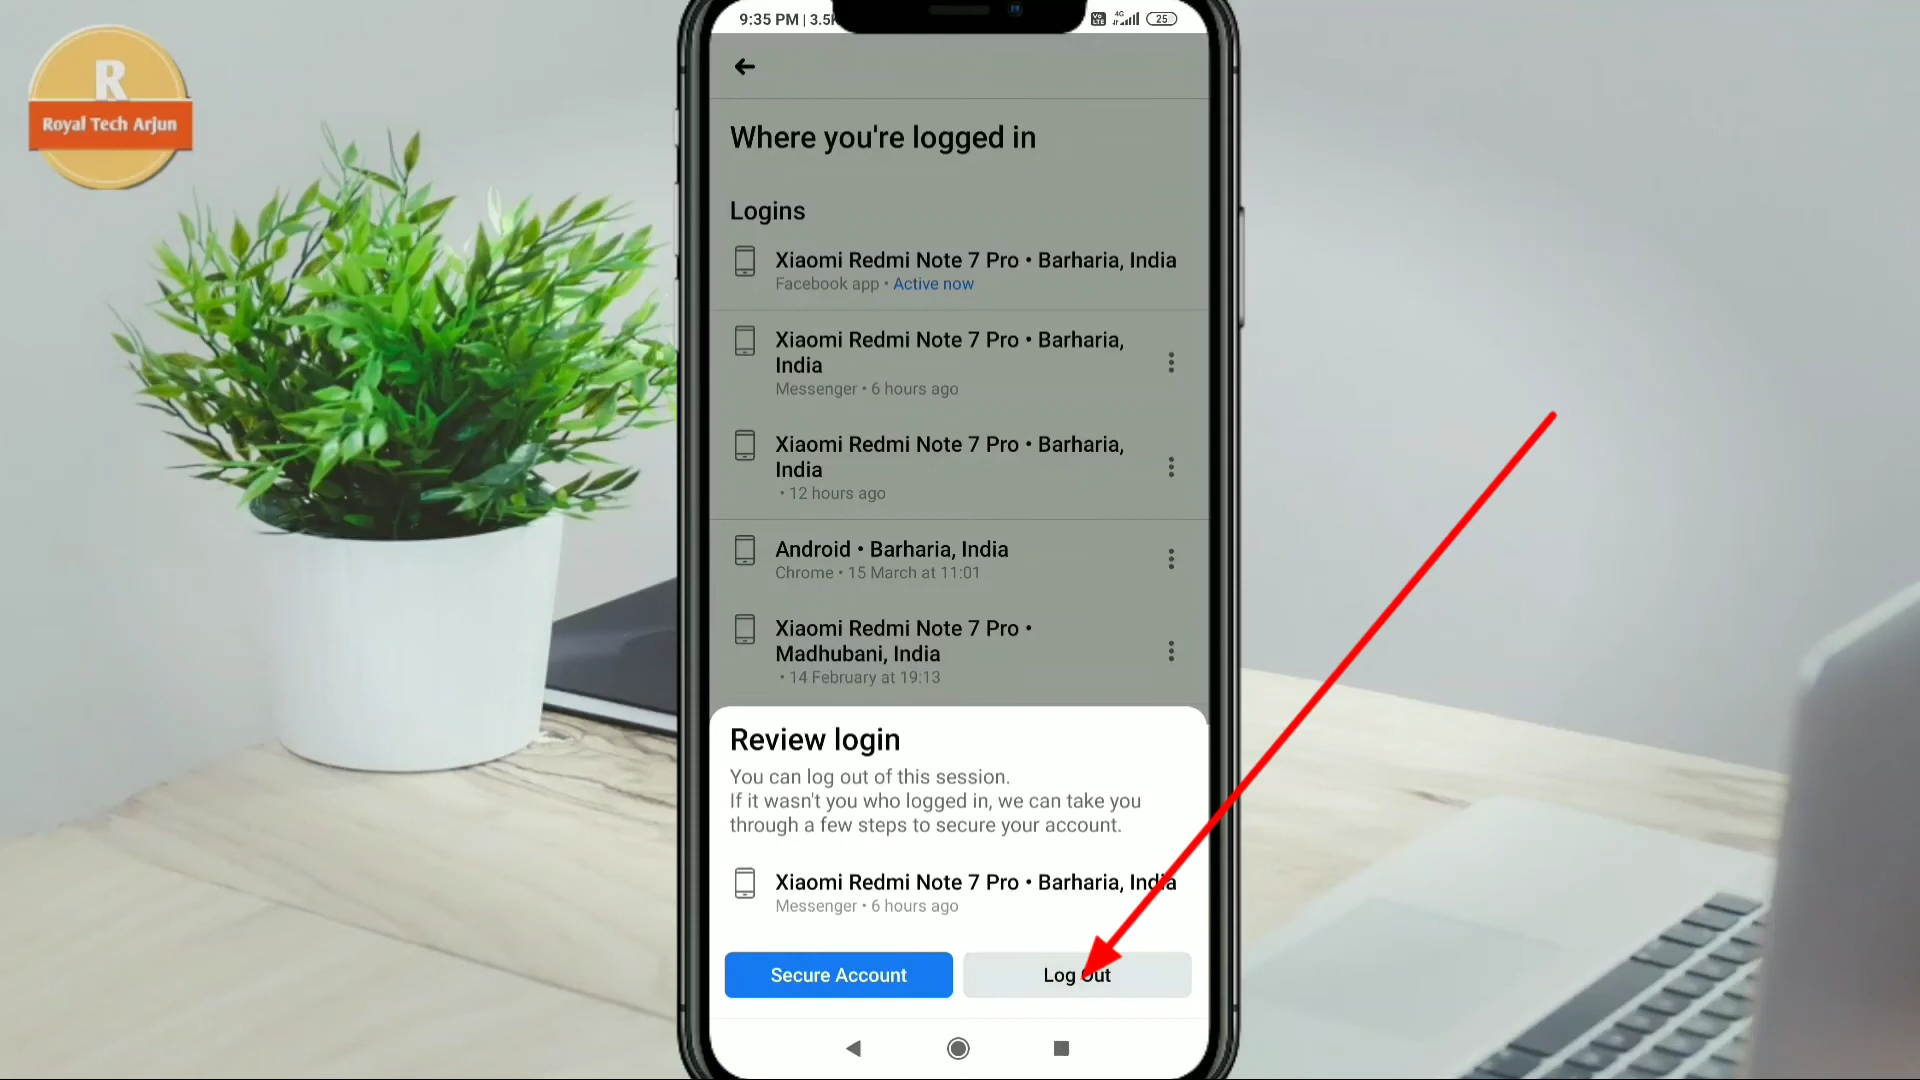 R
Royal Tech Arjun
9:35 PM | 3.5K
Vo LTE 4G 25
Where you're logged in
Logins
Xiaomi Redmi Note 7 Pro • Barharia, India
Facebook app • Active now
Xiaomi Redmi Note 7 Pro • Barharia,
India
Messenger • 6 hours ago
Xiaomi Redmi Note 7 Pro • Barharia,
India
• 12 hours ago
Android • Barharia, India
Chrome • 15 March at 11:01
Xiaomi Redmi Note 7 Pro •
Madhubani, India
• 14 February at 19:13
Review login
You can log out of this session.
If it wasn't you who logged in, we can take you
through a few steps to secure your account.
Xiaomi Redmi Note 7 Pro • Barharia, India
Messenger • 6 hours ago
Secure Account
Log Out